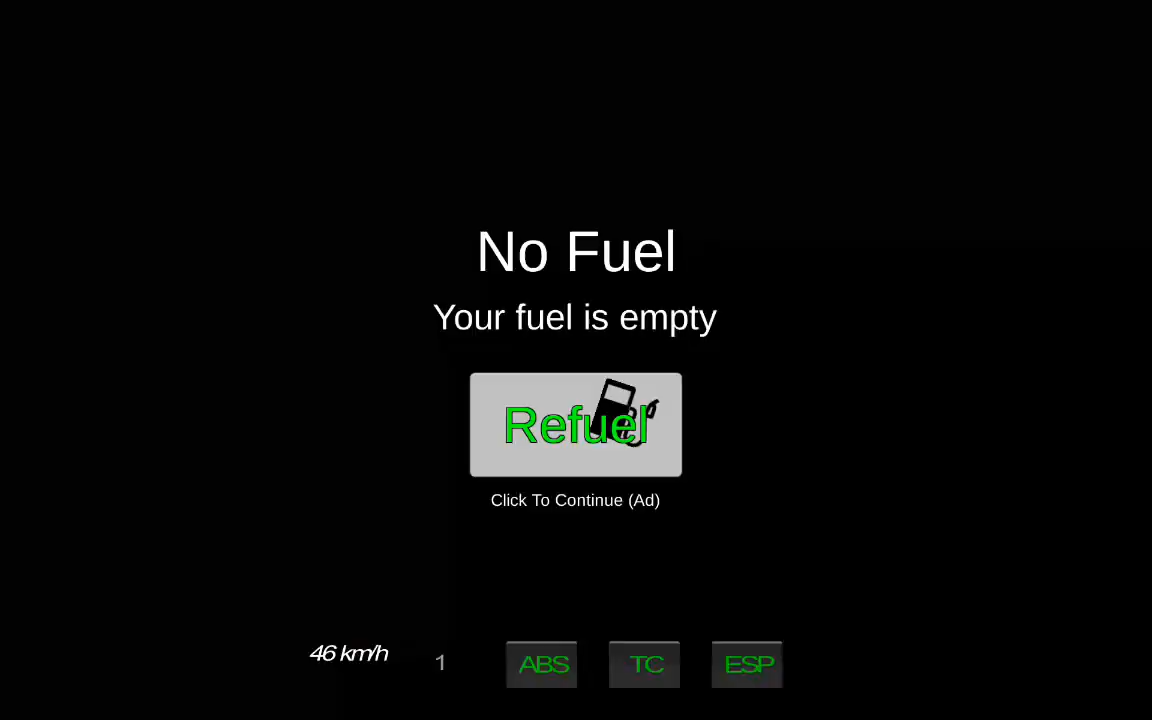 No Fuel
Your fuel is empty
Refuel
Click To Continue (Ad)
46 km/h
1
ABS
TC
ESP